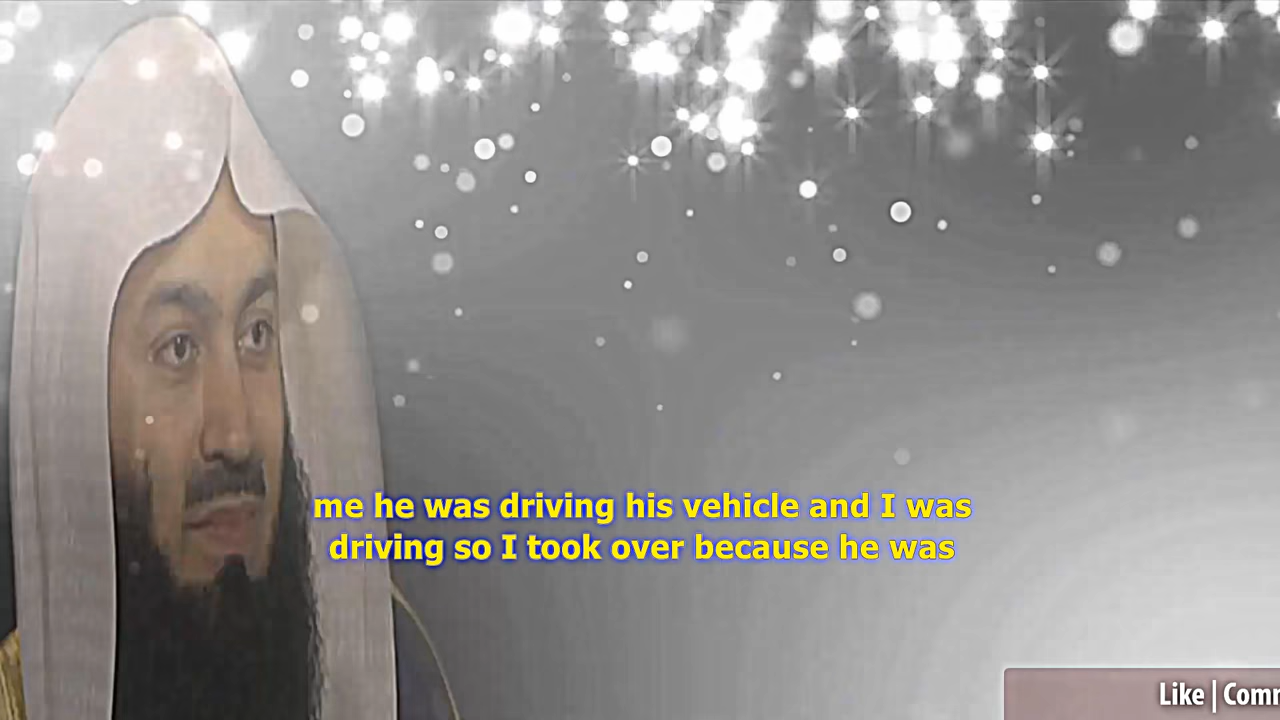 me he was driving his vehicle and I was
driving so I took over because he was
Like | Comm